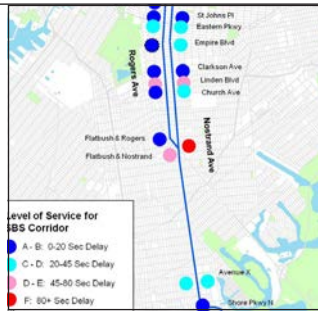 St Johns Pl
Eastern Pkwy
Empire Blvd
Rogers Ave
Clarkson Ave
Linden Blvd
Church Ave
Nostrand Ave
Flatbush & Rogers
Flatbush & Nostrand
Level of Service for
SBS Corridor
A - B: 0-20 Sec Delay
C - D: 20-45 Sec Delay
D - E: 45-80 Sec Delay
F: 80+ Sec Delay
Avenue X
Shore Pkwy N